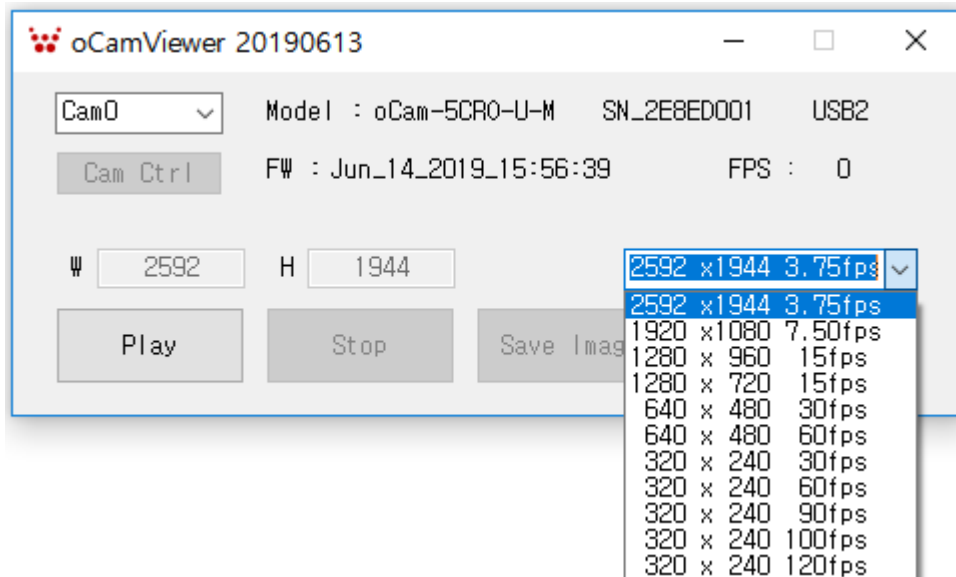 oCamViewer 20190613
Cam0 Model : oCam-5CRO-U-M SN_2E8ED001 USB2
Cam Ctrl FW : Jun_14_2019_15:56:39 FPS : 0
W 2592 H 1944 2592 x1944 3.75fps
Play Stop Save Imag
2592 x1944 3.75fps
1920 x1080 7.50fps
1280 x 960 15fps
1280 x 720 15fps
640 x 480 30fps
640 x 480 60fps
320 x 240 30fps
320 x 240 60fps
320 x 240 90fps
320 x 240 100fps
320 x 240 120fps